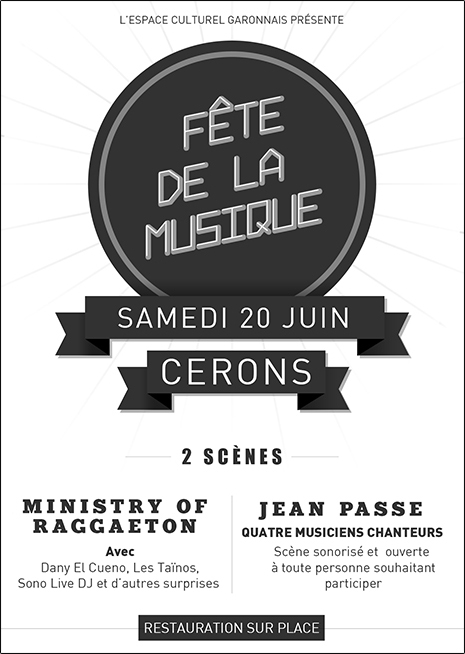 L'ESPACE CULTUREL GARONNAIS PRÉSENTE
FÊTE
DE LA
MUSIQUE
SAMEDI 20 JUIN
CERONS
2 SCÈNES
MINISTRY OF
RAGGAETON
Avec
Dany El Cueno, Les Taïnos,
Sono Live DJ et d'autres surprises
JEAN PASSE
QUATRE MUSICIENS CHANTEURS
Scène sonorisé et ouverte
à toute personne souhaitant
participer
RESTAURATION SUR PLACE